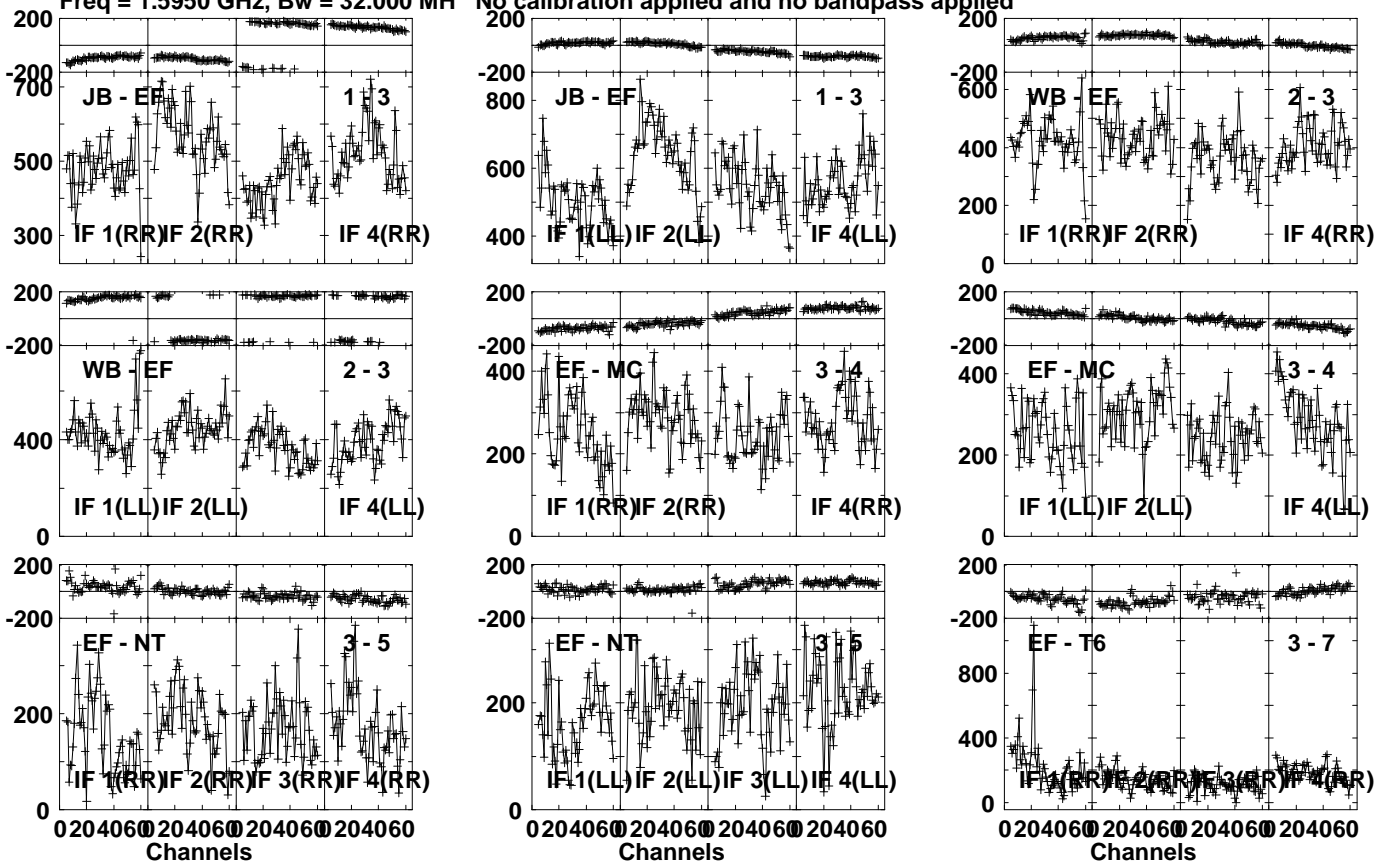 Freq = 1.5950 GHz, Bw = 32.000 MH No calibration applied and no bandpass applied
200
-200
700
500
300
JB - EF 1 - 3
IF 1(RR) IF 2(RR) IF 4(RR)
200
-200
800
600
400
JB - EF 1 - 3
IF 1(LL) IF 2(LL) IF 4(LL)
200
-200
600
400
200
0
WB - EF 2 - 3
IF 1(RR) IF 2(RR) IF 4(RR)
200
-200
400
0
WB - EF 2 - 3
IF 1(LL) IF 2(LL) IF 4(LL)
200
-200
400
200
0
EF - MC 3 - 4
IF 1(RR) IF 2(RR) IF 4(RR)
200
-200
400
200
0
EF - MC 3 - 4
IF 1(LL) IF 2(LL) IF 4(LL)
200
-200
200
0
EF - NT 3 - 5
IF 1(RR) IF 2(RR) IF 3(RR) IF 4(RR)
0 20 40 60 0 20 40 60 0 20 40 60 0 20 40 60
Channels
200
-200
200
0
EF - NT 3 - 5
IF 1(LL) IF 2(LL) IF 3(LL) IF 4(LL)
0 20 40 60 0 20 40 60 0 20 40 60 0 20 40 60
Channels
200
-200
800
400
0
EF - T6 3 - 7
IF 1(RR) IF 2(RR) IF 3(RR) IF 4(RR)
0 20 40 60 0 20 40 60 0 20 40 60 0 20 40 60
Channels